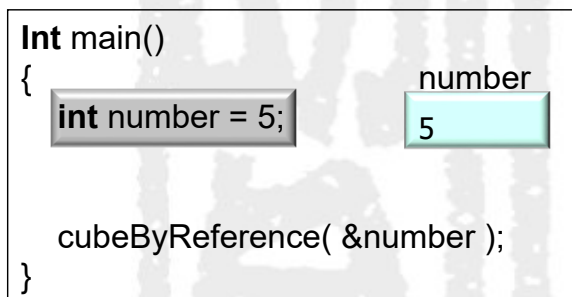 Int main()
{
number
int number = 5;
5
cubeByReference( &number );
}